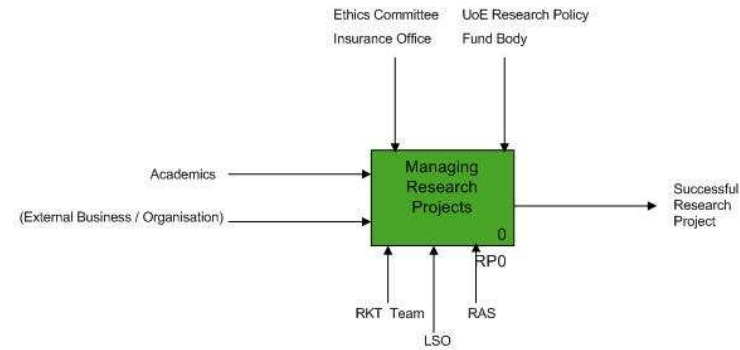 Ethics Committee
UoE Research Policy
Insurance Office
Fund Body
Academics
Managing
Research
Projects
(External Business / Organisation)
0
RP0
Successful
Research
Project
RKT Team
RAS
LSO